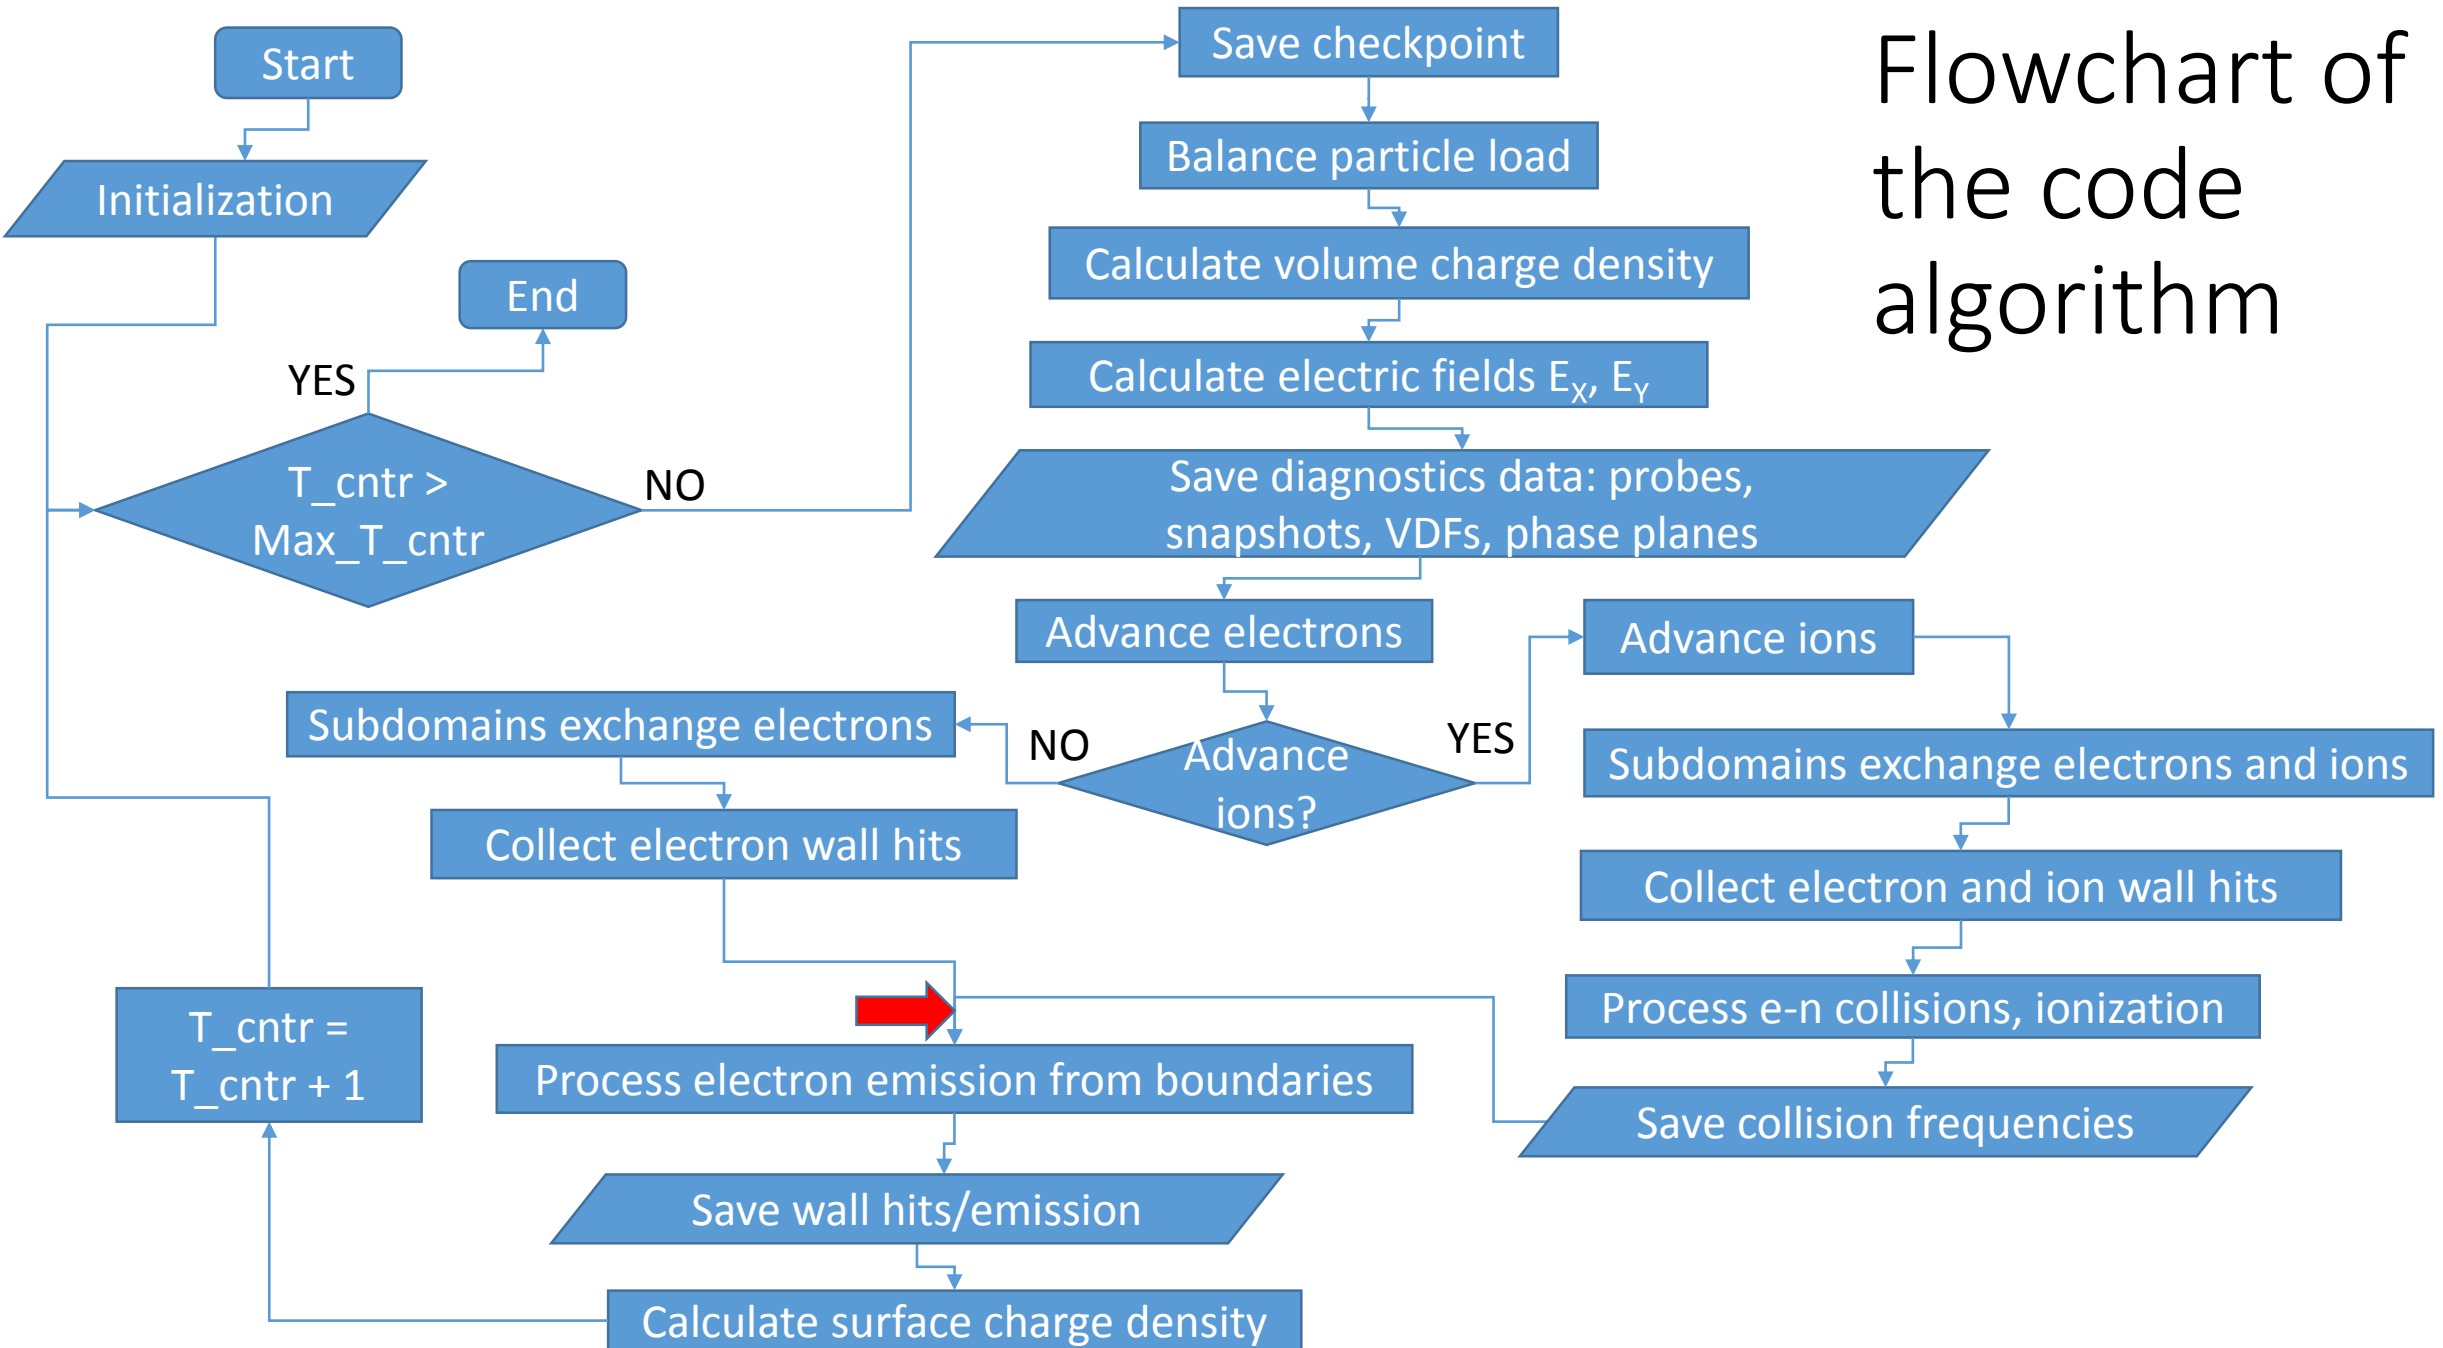 Flowchart of
the code
algorithm
Start
Initialization
End
YES
T_cntr >
Max_T_cntr
NO
Save checkpoint
Balance particle load
Calculate volume charge density
Calculate electric fields E_X, E_Y
Save diagnostics data: probes,
snapshots, VDFs, phase planes
Advance electrons
Advance
ions?
NO
YES
Subdomains exchange electrons
Collect electron wall hits
Advance ions
Subdomains exchange electrons and ions
Collect electron and ion wall hits
Process e-n collisions, ionization
Save collision frequencies
Process electron emission from boundaries
Save wall hits/emission
Calculate surface charge density
T_cntr =
T_cntr + 1